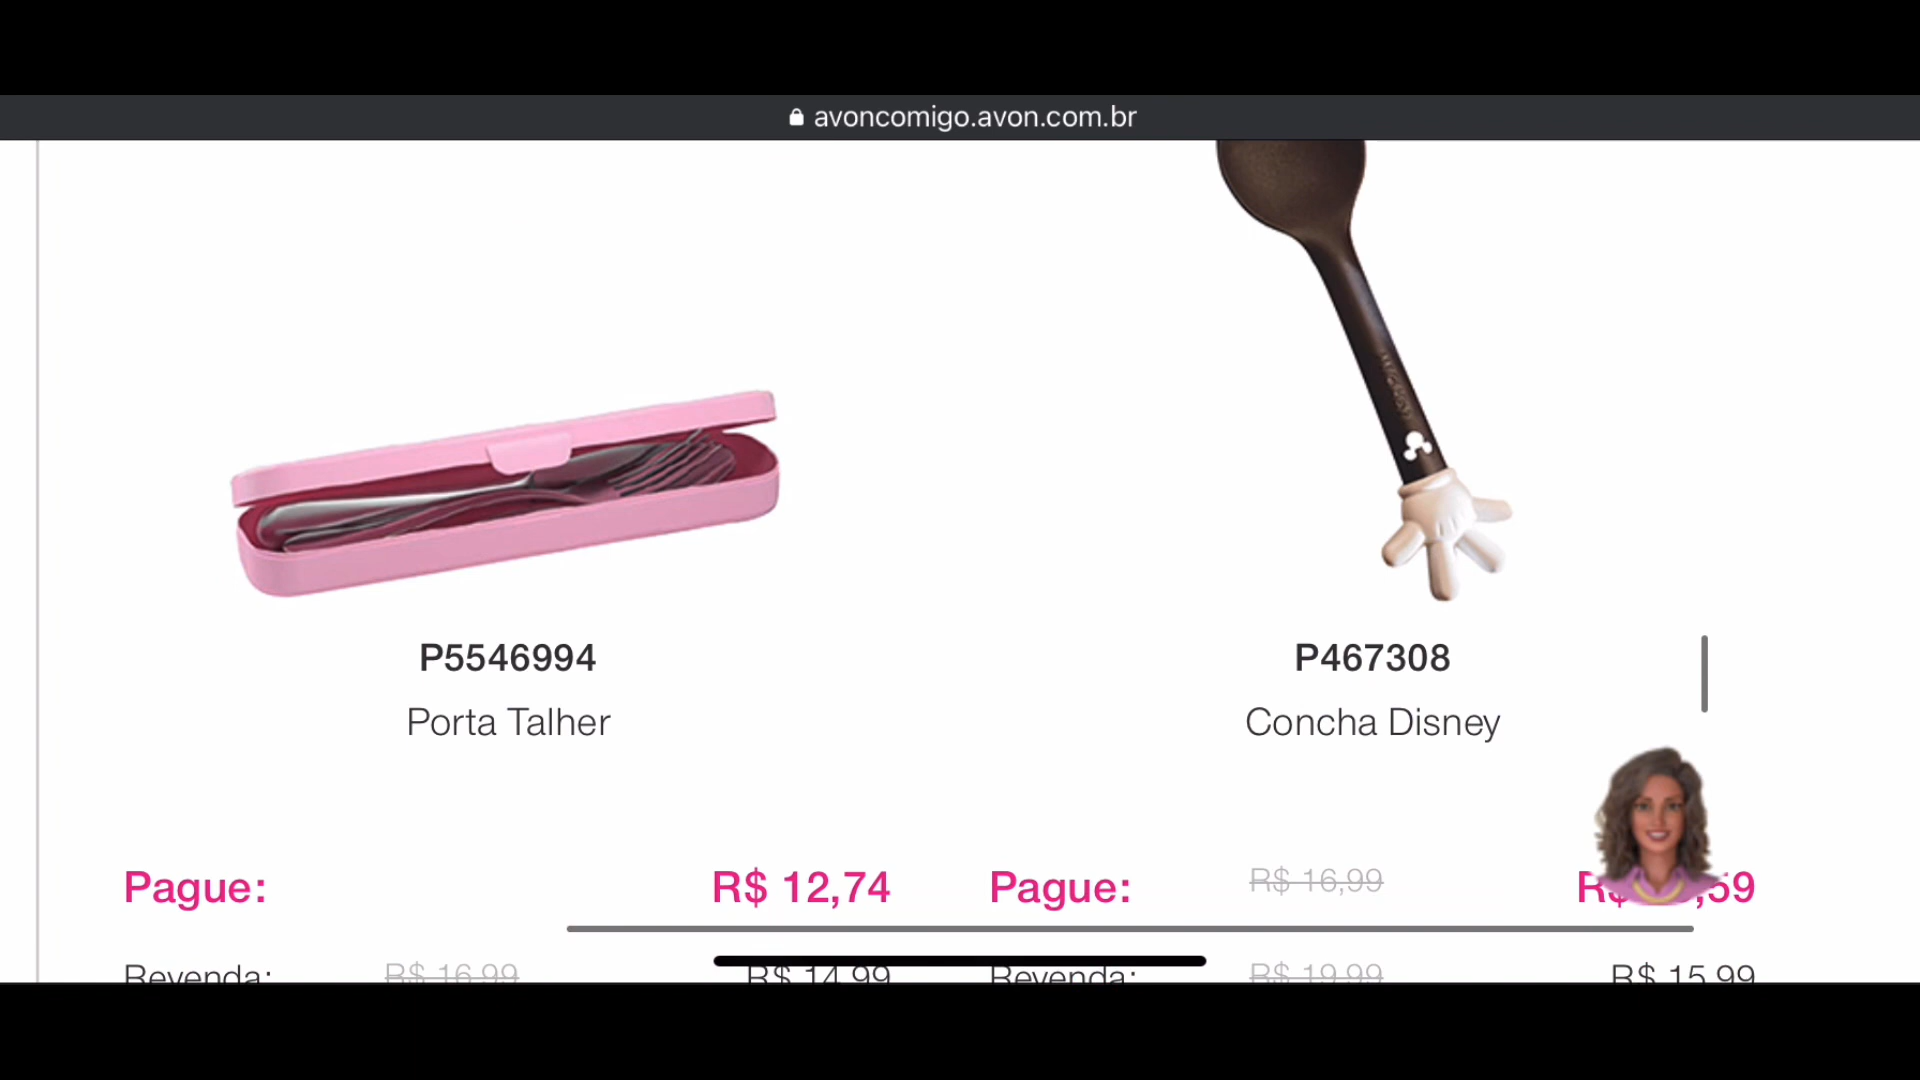 avoncomigo.avon.com.br
P5546994
Porta Talher
Pague: R$ 12,74
Revenda: R$ 16,99 R$ 14,99
P467308
Concha Disney
Pague: R$ 16,99
Revenda: R$ 19,99 R$ 15,99